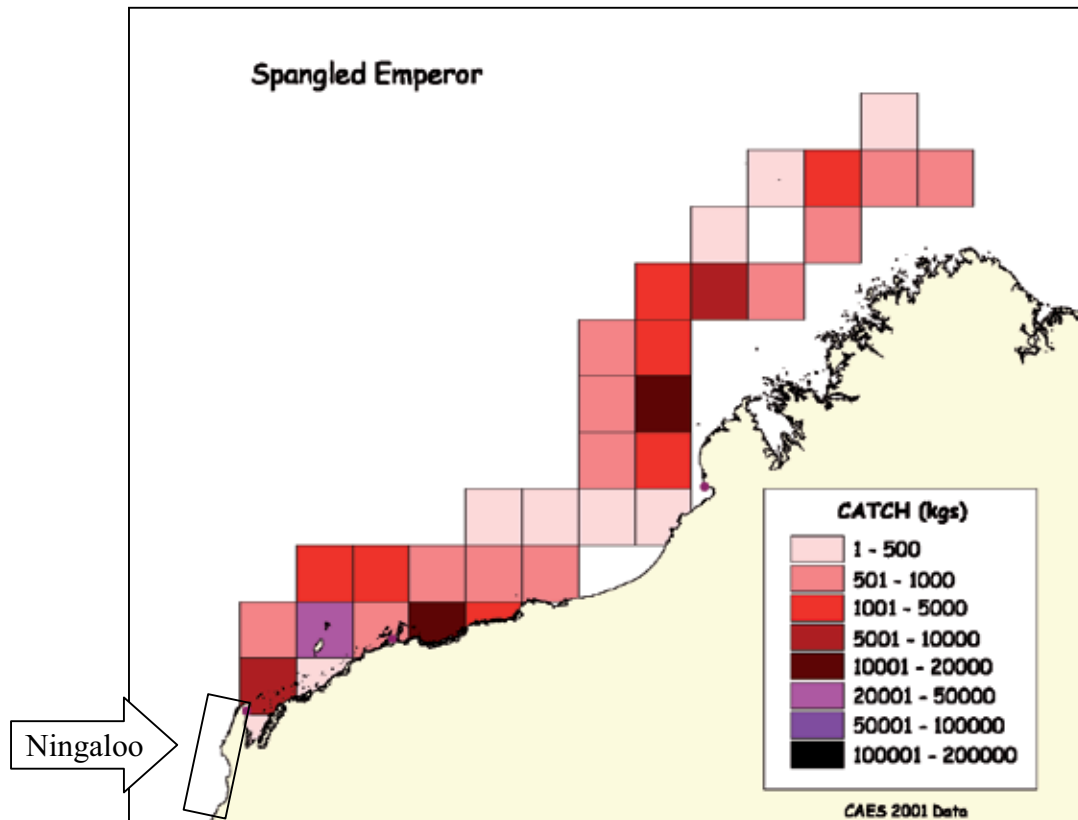 Spangled Emperor
Ningaloo
CATCH (kgs)
1 - 500
501 - 1000
1001 - 5000
5001 - 10000
10001 - 20000
20001 - 50000
50001 - 100000
100001 - 200000
CAES 2001 Data